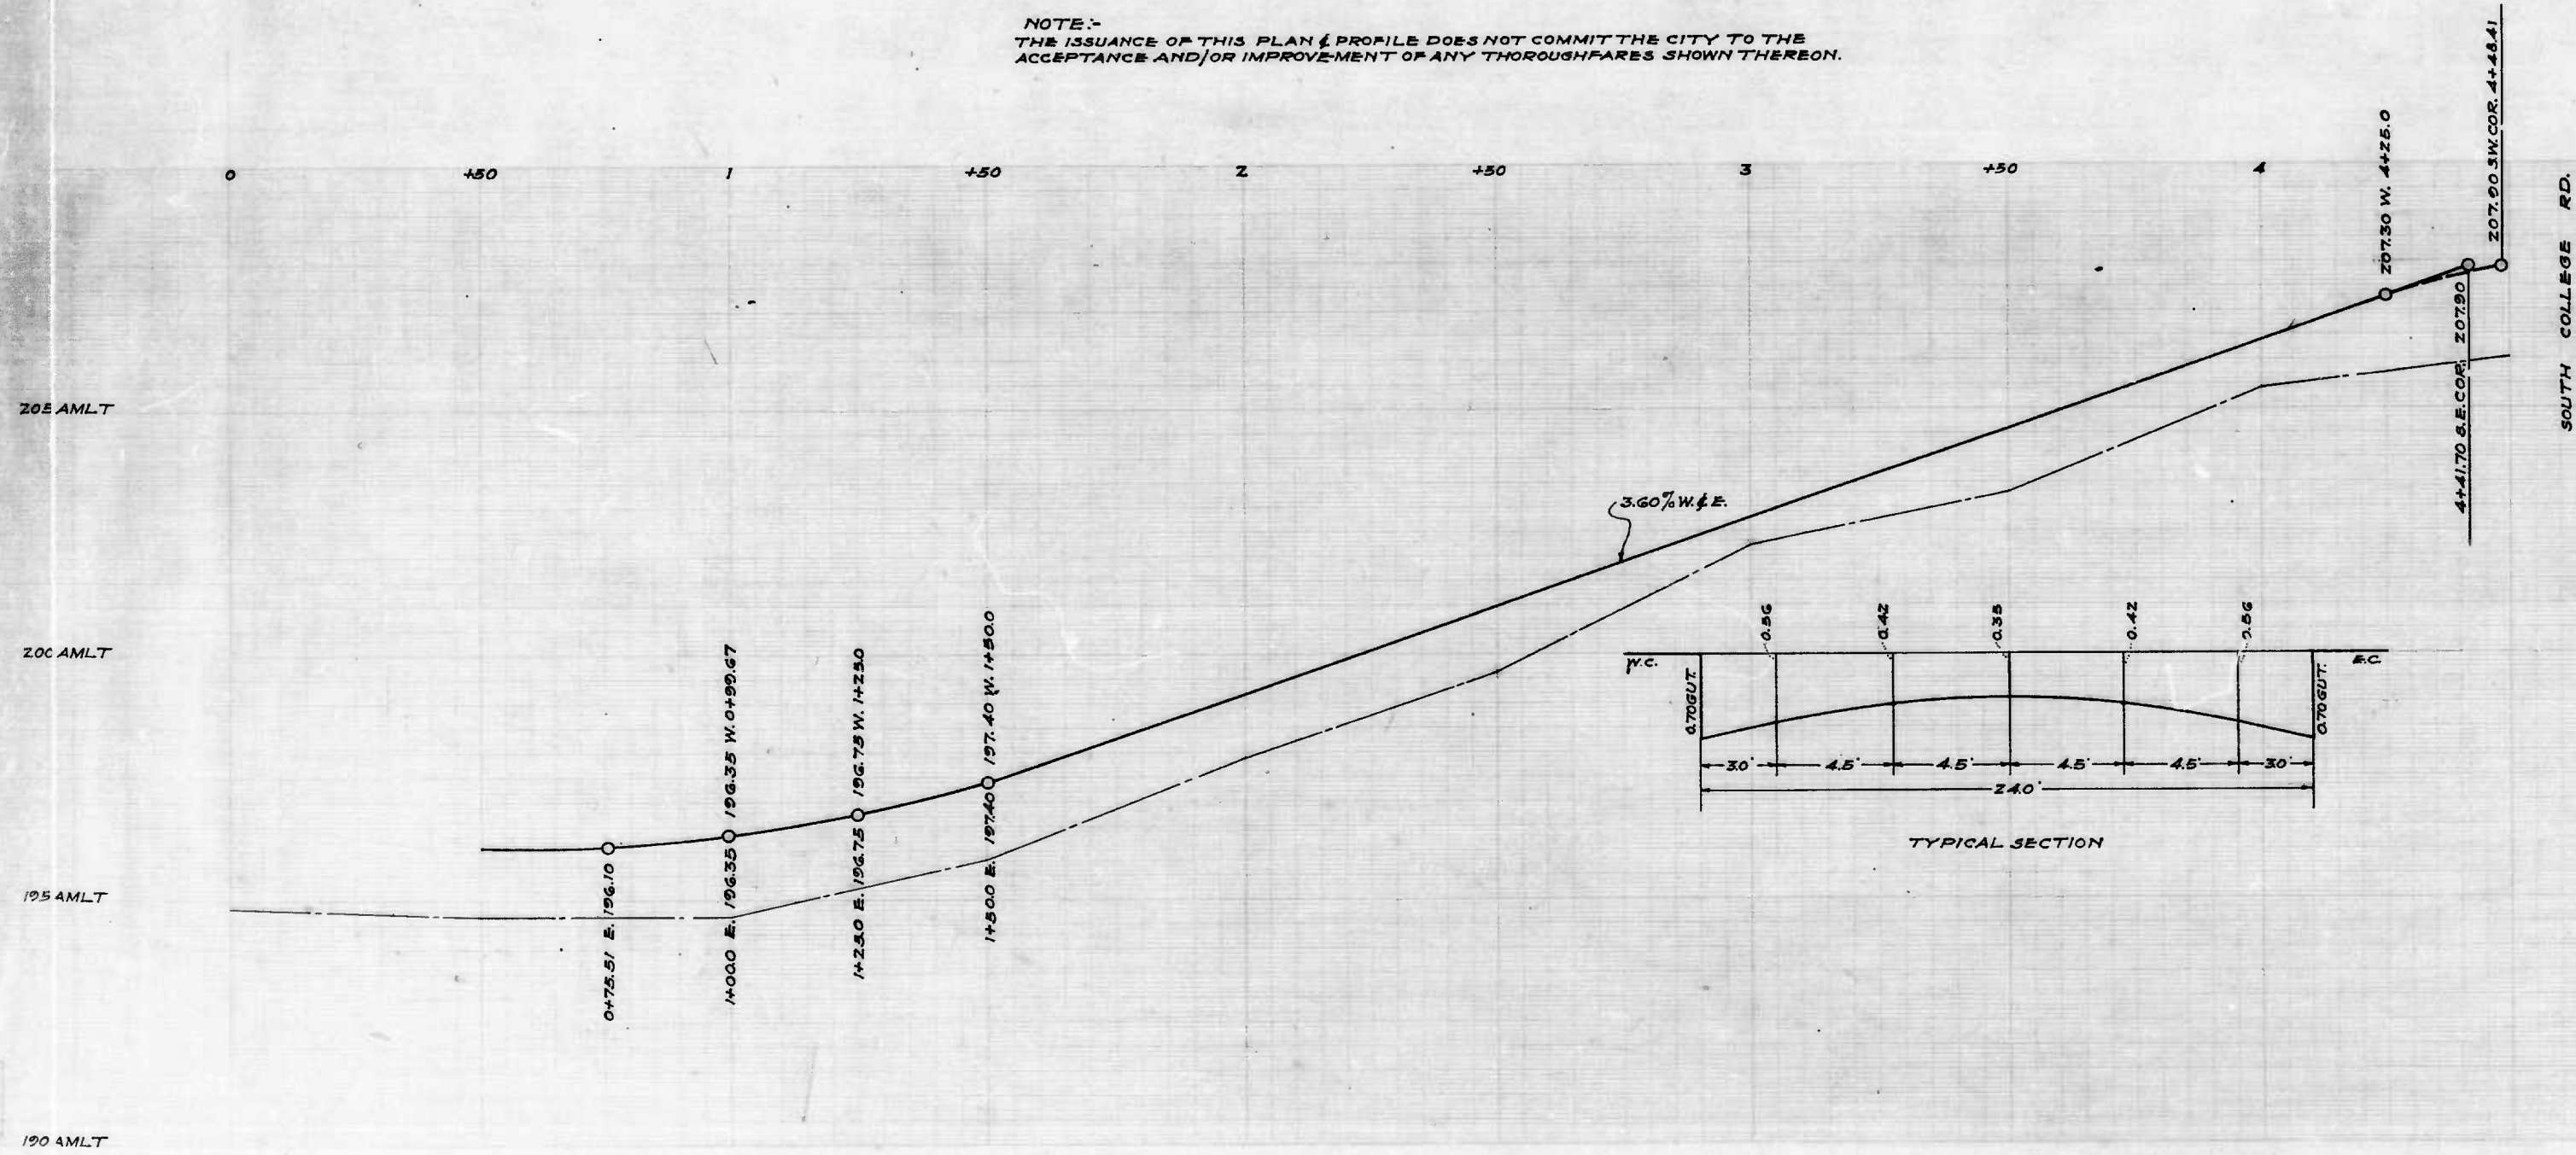 NOTE:-
THE ISSUANCE OF THIS PLAN & PROFILE DOES NOT COMMIT THE CITY TO THE
ACCEPTANCE AND/OR IMPROVEMENT OF ANY THOROUGHFARES SHOWN THEREON.
0 +50 1 +50 2 +50 3 +50 4
207.30 W. 4+25.0
207.90 S.W. COR. 4+48.41
SOUTH COLLEGE RD.
4+41.70 S.E. COR. 207.90
205 AMLT
3.60% W. & E.
200 AMLT
196.35 W. 0+99.67
196.75 W. 1+25.0
197.40 W. 1+50.0
0+75.51 E. 196.10
1+00.0 E. 196.35
1+25.0 E. 196.75
1+50.0 E. 197.40
195 AMLT
190 AMLT
0.56 0.42 0.35 0.42 0.56
W.C. E.C.
0.70 GUT. 0.70 GUT.
3.0' 4.5' 4.5' 4.5' 4.5' 3.0'
24.0'
TYPICAL SECTION